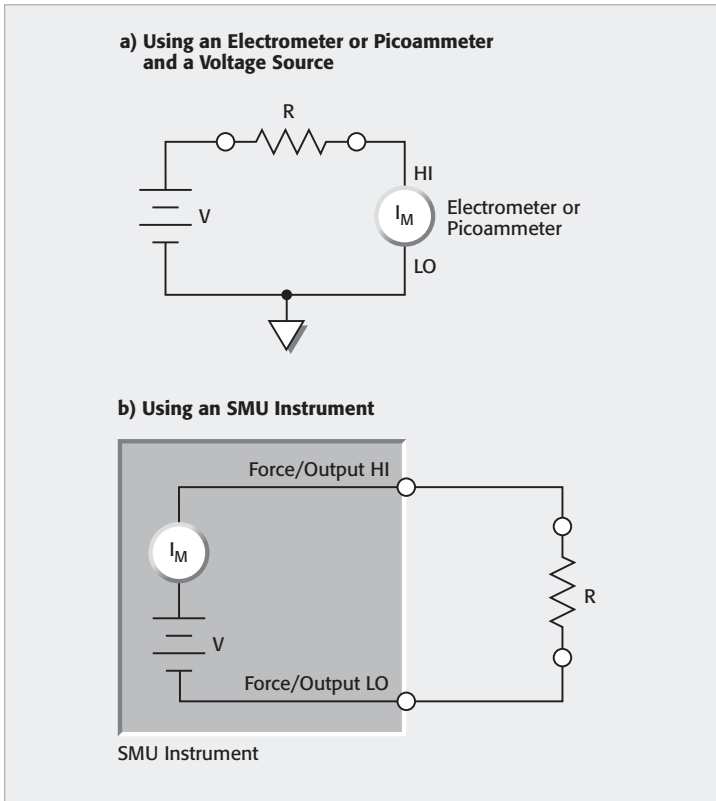 a) Using an Electrometer or Picoammeter
and a Voltage Source
R
HI
V
IM
Electrometer or
Picoammeter
LO
b) Using an SMU Instrument
Force/Output HI
IM
R
V
Force/Output LO
SMU Instrument